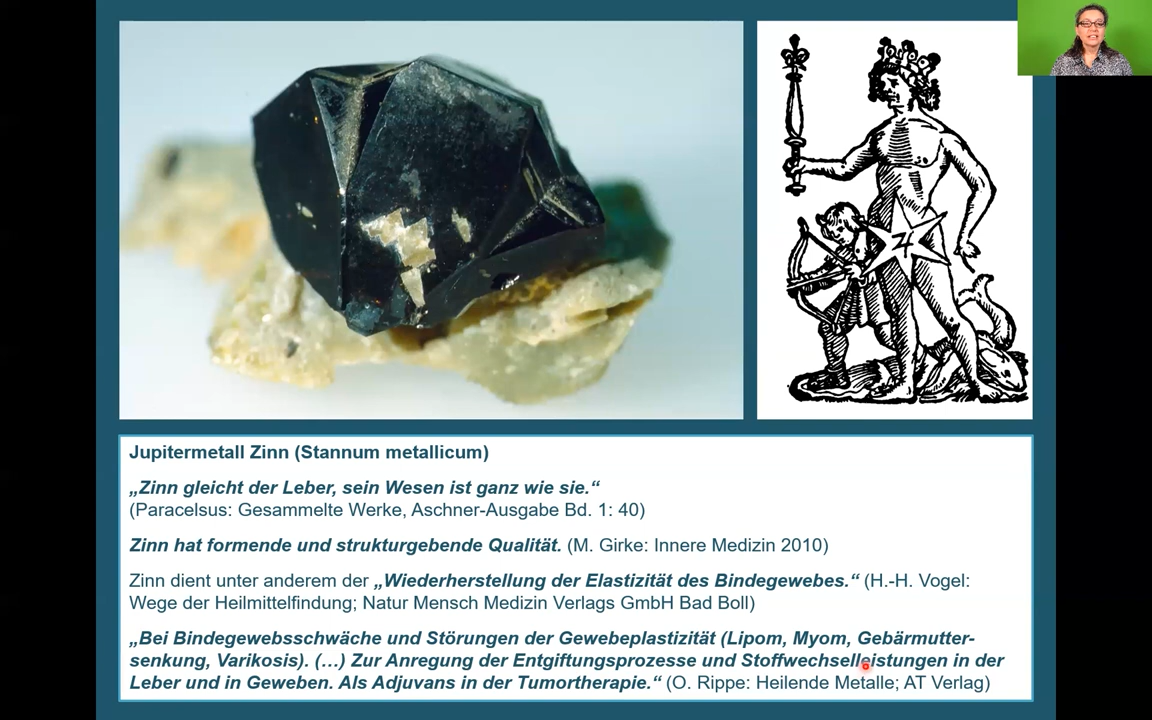 ♃
Jupitermetall Zinn (Stannum metallicum)
„Zinn gleicht der Leber, sein Wesen ist ganz wie sie.“
(Paracelsus: Gesammelte Werke, Aschner-Ausgabe Bd. 1: 40)
Zinn hat formende und strukturgebende Qualität. (M. Girke: Innere Medizin 2010)
Zinn dient unter anderem der „Wiederherstellung der Elastizität des Bindegewebes.“ (H.-H. Vogel:
Wege der Heilmittelfindung; Natur Mensch Medizin Verlags GmbH Bad Boll)
„Bei Bindegewebsschwäche und Störungen der Gewebeplastizität (Lipom, Myom, Gebärmutter-
senkung, Varikosis). (…) Zur Anregung der Entgiftungsprozesse und Stoffwechselleistungen in der
Leber und in Geweben. Als Adjuvans in der Tumortherapie.“ (O. Rippe: Heilende Metalle; AT Verlag)